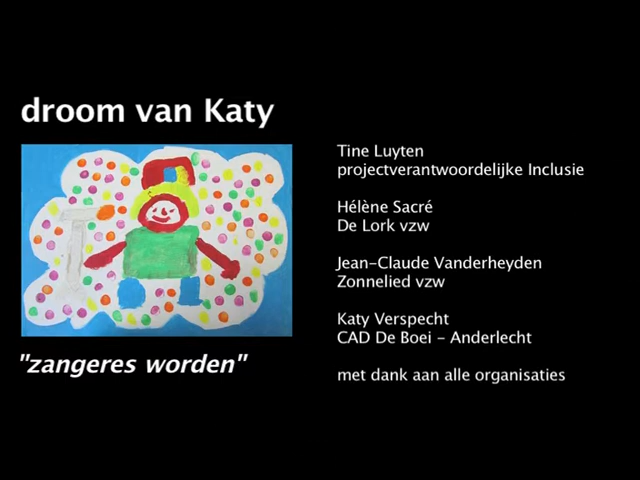 droom van Katy
"zangeres worden"
Tine Luyten
projectverantwoordelijke Inclusie
Hélène Sacré
De Lork vzw
Jean-Claude Vanderheyden
Zonnelied vzw
Katy Verspecht
CAD De Boei - Anderlecht
met dank aan alle organisaties